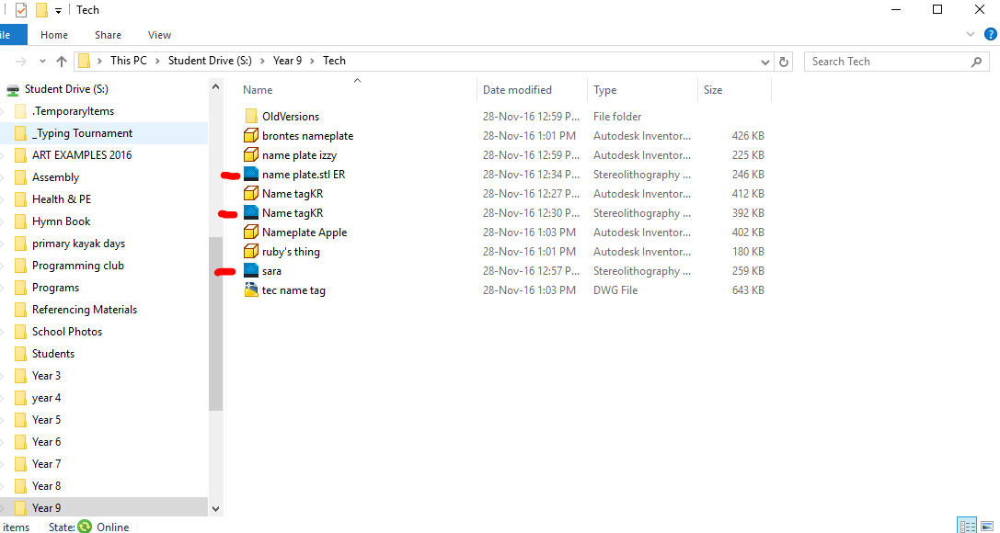 Tech
ile Home Share View
This PC Student Drive (S:) Year 9 Tech
Search Tech
Student Drive (S:)
.TemporaryItems
_Typing Tournament
ART EXAMPLES 2016
Assembly
Health & PE
Hymn Book
primary kayak days
Programming club
Programs
Referencing Materials
School Photos
Students
Year 3
year 4
Year 5
Year 6
Year 7
Year 8
Year 9
Name Date modified Type Size
OldVersions 28-Nov-16 12:59 P... File folder
brontes nameplate 28-Nov-16 1:01 PM Autodesk Inventor... 426 KB
name plate izzy 28-Nov-16 12:59 P... Autodesk Inventor... 225 KB
name plate.stl ER 28-Nov-16 12:34 P... Stereolithography ... 246 KB
Name tagKR 28-Nov-16 12:27 P... Autodesk Inventor... 412 KB
Name tagKR 28-Nov-16 12:30 P... Stereolithography ... 392 KB
Nameplate Apple 28-Nov-16 1:03 PM Autodesk Inventor... 402 KB
ruby's thing 28-Nov-16 1:01 PM Autodesk Inventor... 180 KB
sara 28-Nov-16 12:57 P... Stereolithography ... 259 KB
tec name tag 28-Nov-16 1:03 PM DWG File 643 KB
items State: Online